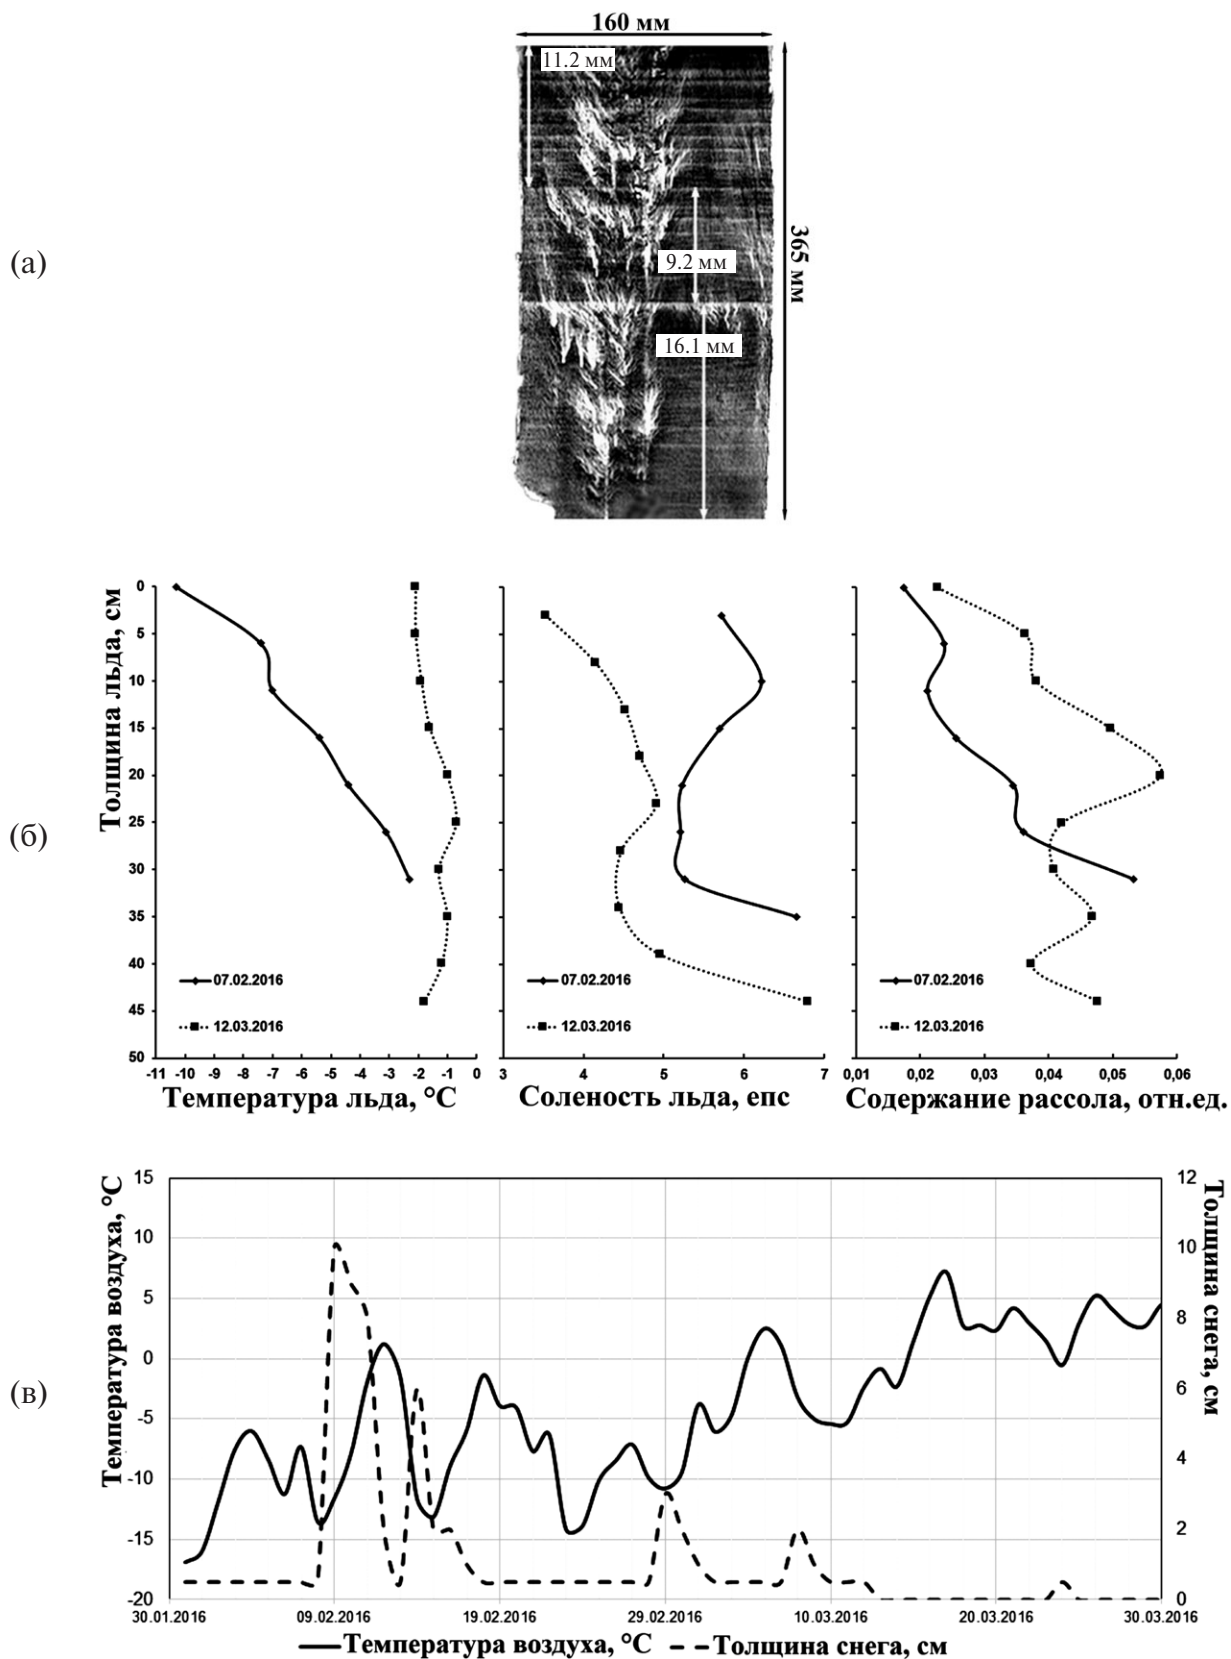 160 мм
11.2 мм
9.2 мм
16.1 мм
365 мм
(а)
(б)
Толщина льда, см
0
5
10
15
20
25
30
35
40
45
50
07.02.2016
12.03.2016
-11 -10 -9 -8 -7 -6 -5 -4 -3 -2 -1 0
Температура льда, °C
07.02.2016
12.03.2016
3 4 5 6 7
Соленость льда, епс
07.02.2016
12.03.2016
0,01 0,02 0,03 0,04 0,05 0,06
Содержание рассола, отн.ед.
(в)
Температура воздуха, °C
15
10
5
0
-5
-10
-15
-20
12
10
8
6
4
2
0
Толщина снега, см
30.01.2016 09.02.2016 19.02.2016 29.02.2016 10.03.2016 20.03.2016 30.03.2016
Температура воздуха, °C Толщина снега, см